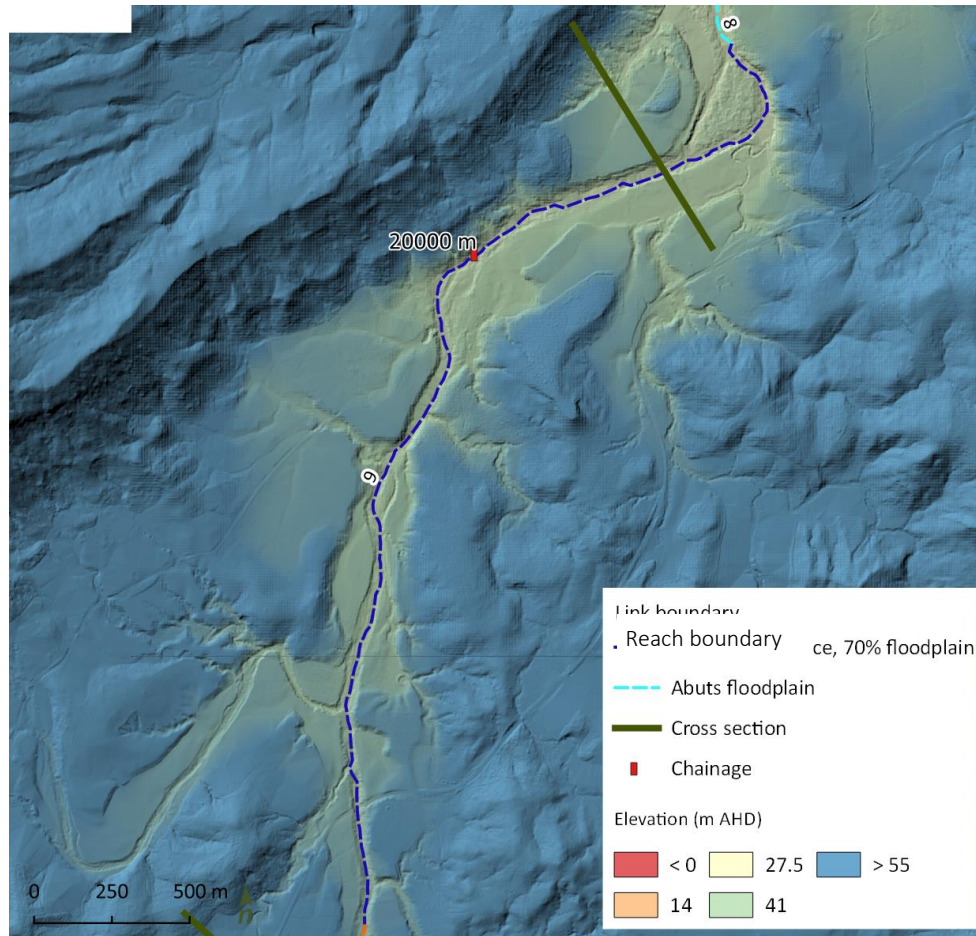 8
20000 m
9
Link boundary
Reach boundary
ce, 70% floodplain
Abuts floodplain
Cross section
Chainage
Elevation (m AHD)
< 0
27.5
> 55
14
41
0
250
500 m